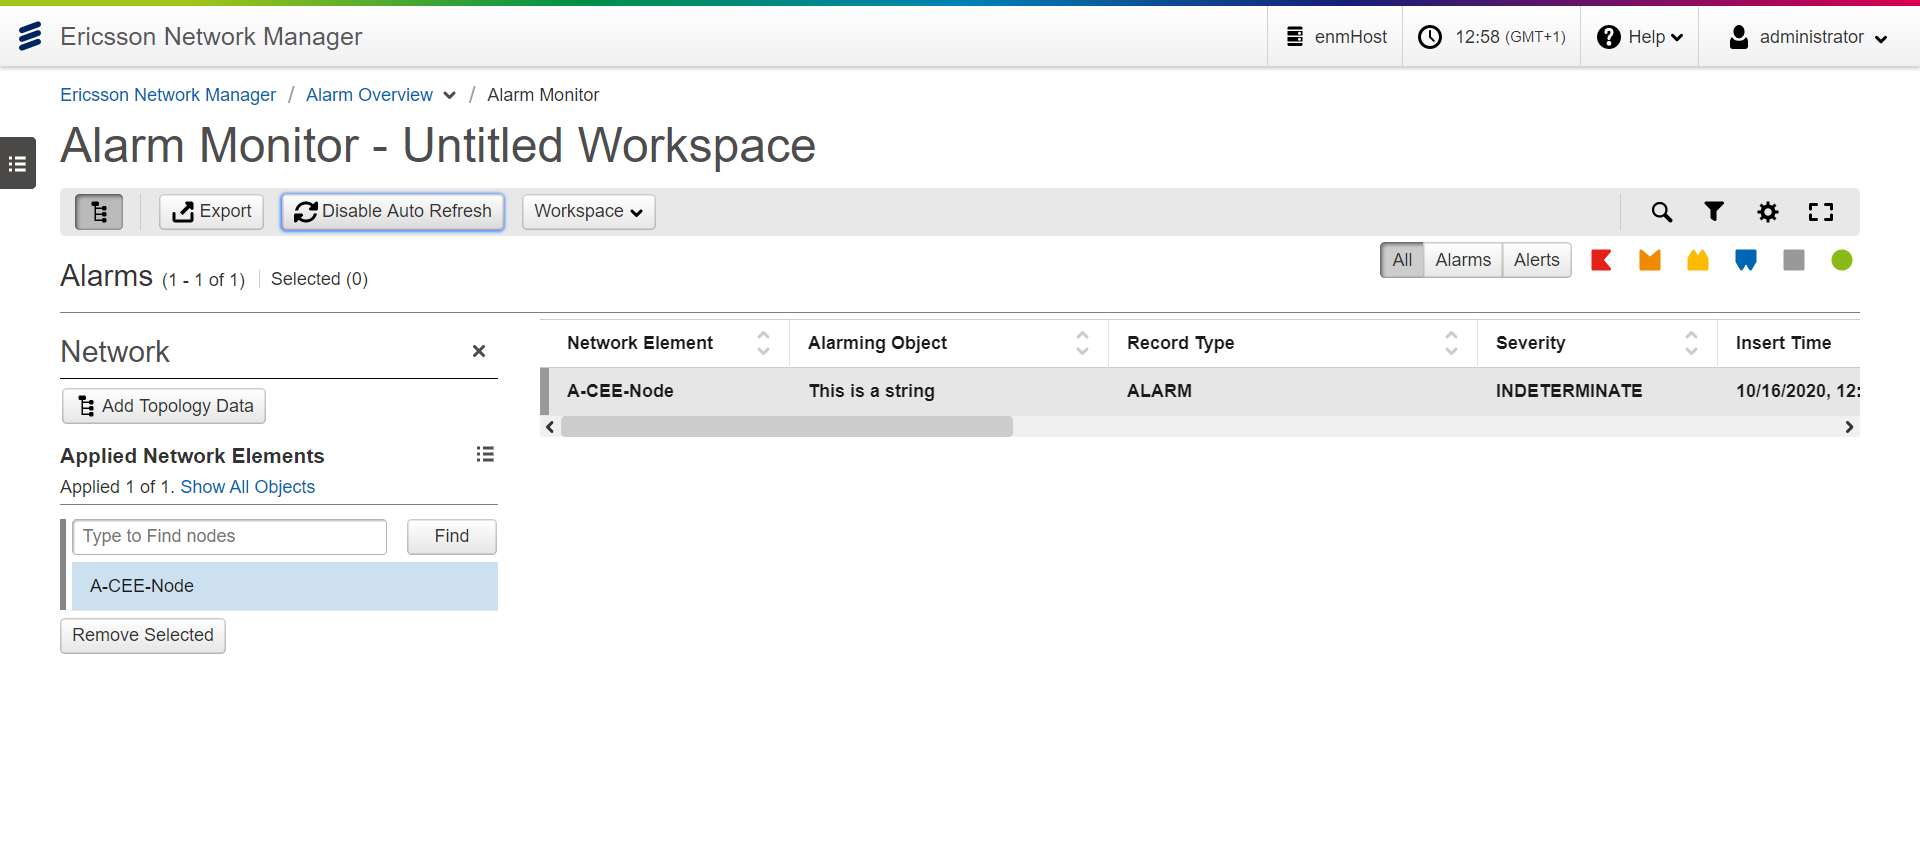 Ericsson Network Manager
enmHost
12:58 (GMT+1)
Help
administrator
Ericsson Network Manager / Alarm Overview / Alarm Monitor
Alarm Monitor - Untitled Workspace
Export
Disable Auto Refresh
Workspace
Alarms (1 - 1 of 1) Selected (0)
All Alarms Alerts
Network
Add Topology Data
Applied Network Elements
Applied 1 of 1. Show All Objects
Type to Find nodes Find
A-CEE-Node
Remove Selected
Network Element Alarming Object Record Type Severity Insert Time
A-CEE-Node This is a string ALARM INDETERMINATE 10/16/2020, 12: